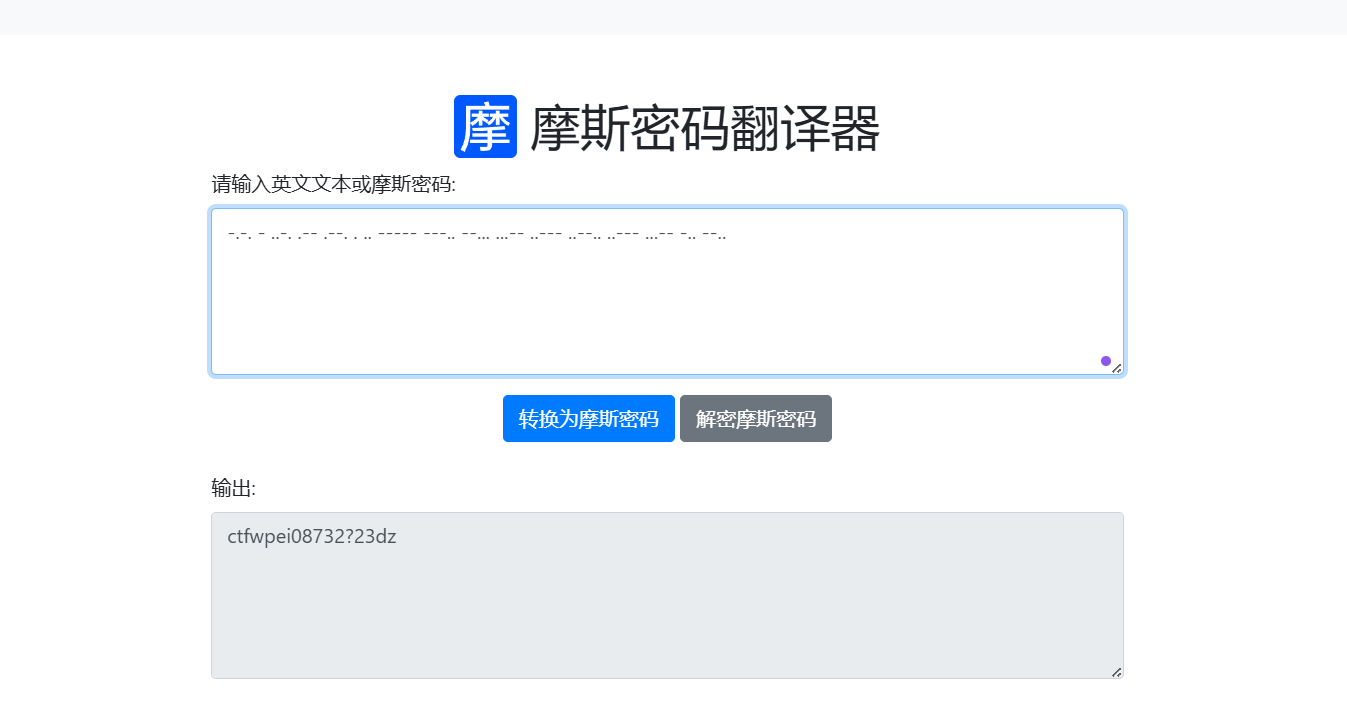 摩 摩斯密码翻译器
请输入英文文本或摩斯密码:
-.-. - ..-. .-- .--. . .. ----- ---.. --... ...-- ..--- ..--.. ..--- ...-- -.. --..
转换为摩斯密码 解密摩斯密码
输出:
ctfwpei08732?23dz